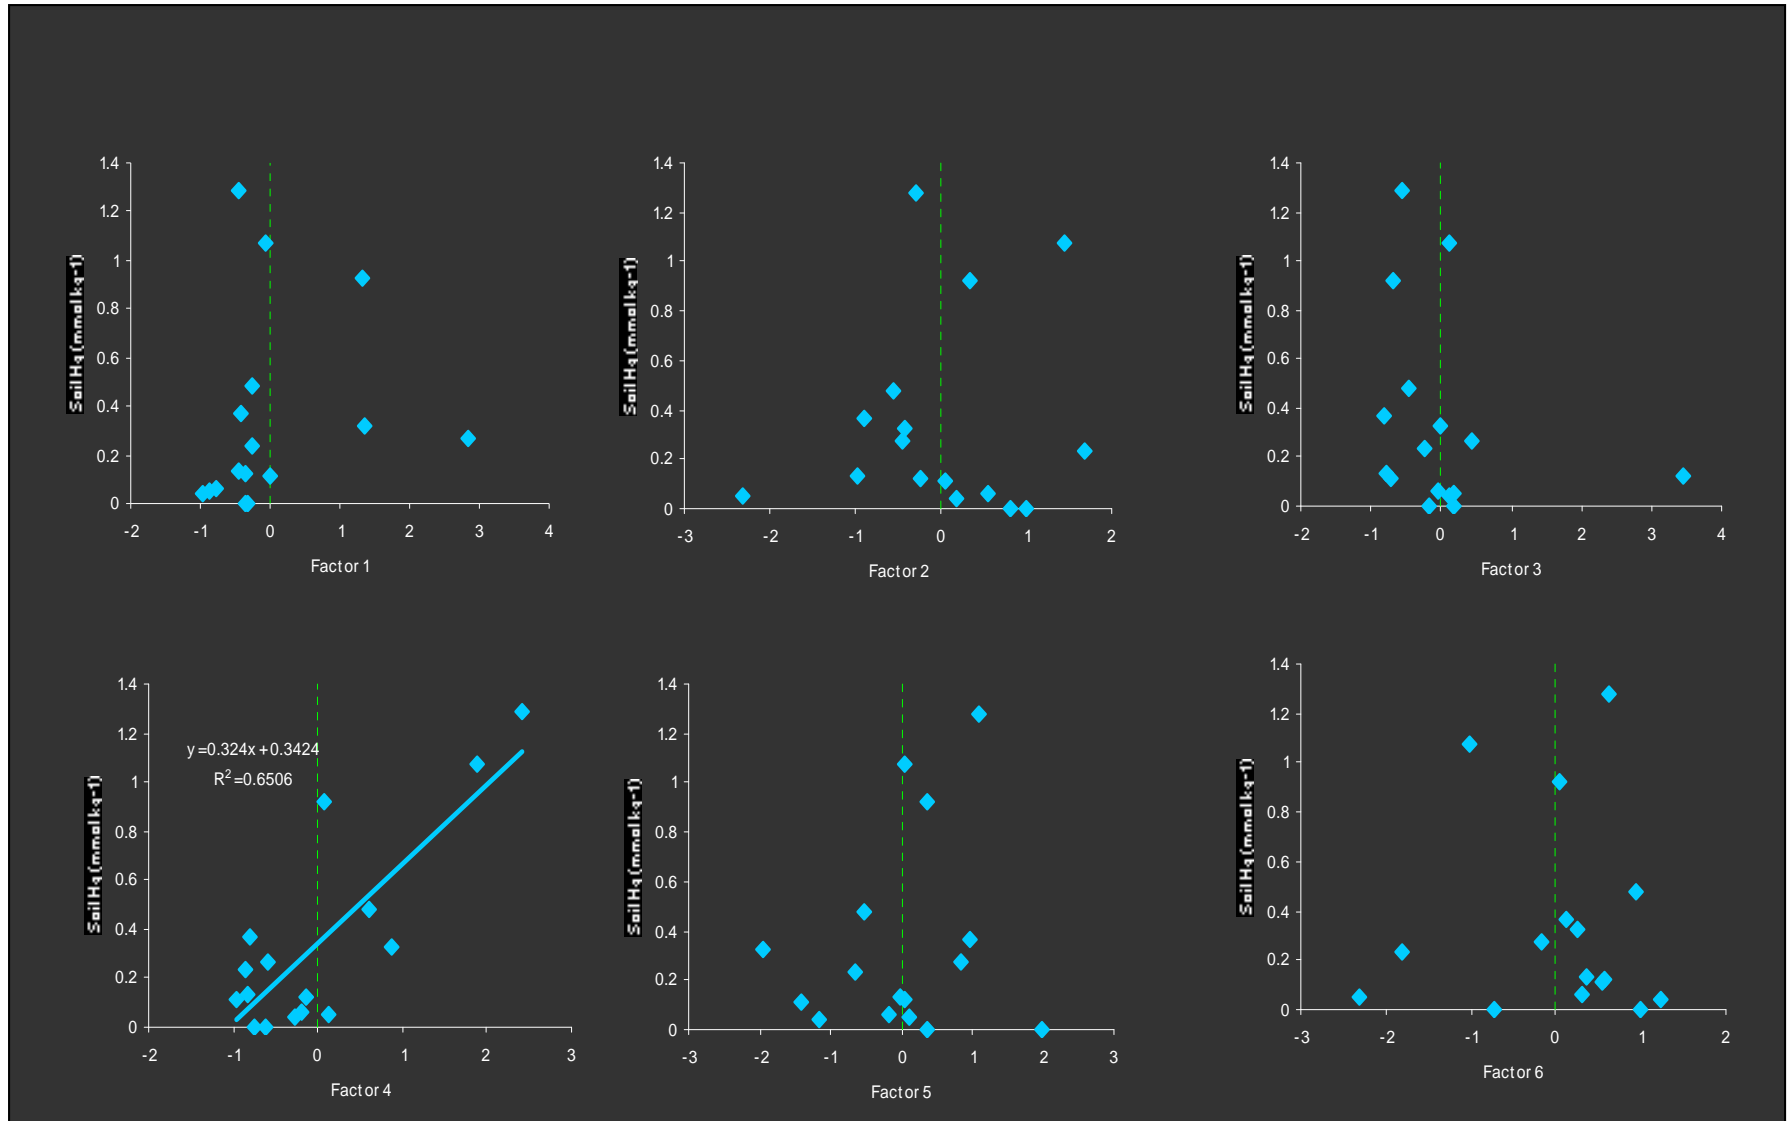 1.4
1.2
1
0.8
0.6
0.4
0.2
0
-2 -1 0 1 2 3 4
Factor 1
Soil Hg (mmol kg-1)
1.4
1.2
1
0.8
0.6
0.4
0.2
0
-3 -2 -1 0 1 2
Factor 2
Soil Hg (mmol kg-1)
1.4
1.2
1
0.8
0.6
0.4
0.2
0
-2 -1 0 1 2 3 4
Factor 3
Soil Hg (mmol kg-1)
1.4
1.2
1
0.8
0.6
0.4
0.2
0
y = 0.324x + 0.3424
R² = 0.6506
-2 -1 0 1 2 3
Factor 4
Soil Hg (mmol kg-1)
1.4
1.2
1
0.8
0.6
0.4
0.2
0
-3 -2 -1 0 1 2 3
Factor 5
Soil Hg (mmol kg-1)
1.4
1.2
1
0.8
0.6
0.4
0.2
0
-3 -2 -1 0 1 2
Factor 6
Soil Hg (mmol kg-1)